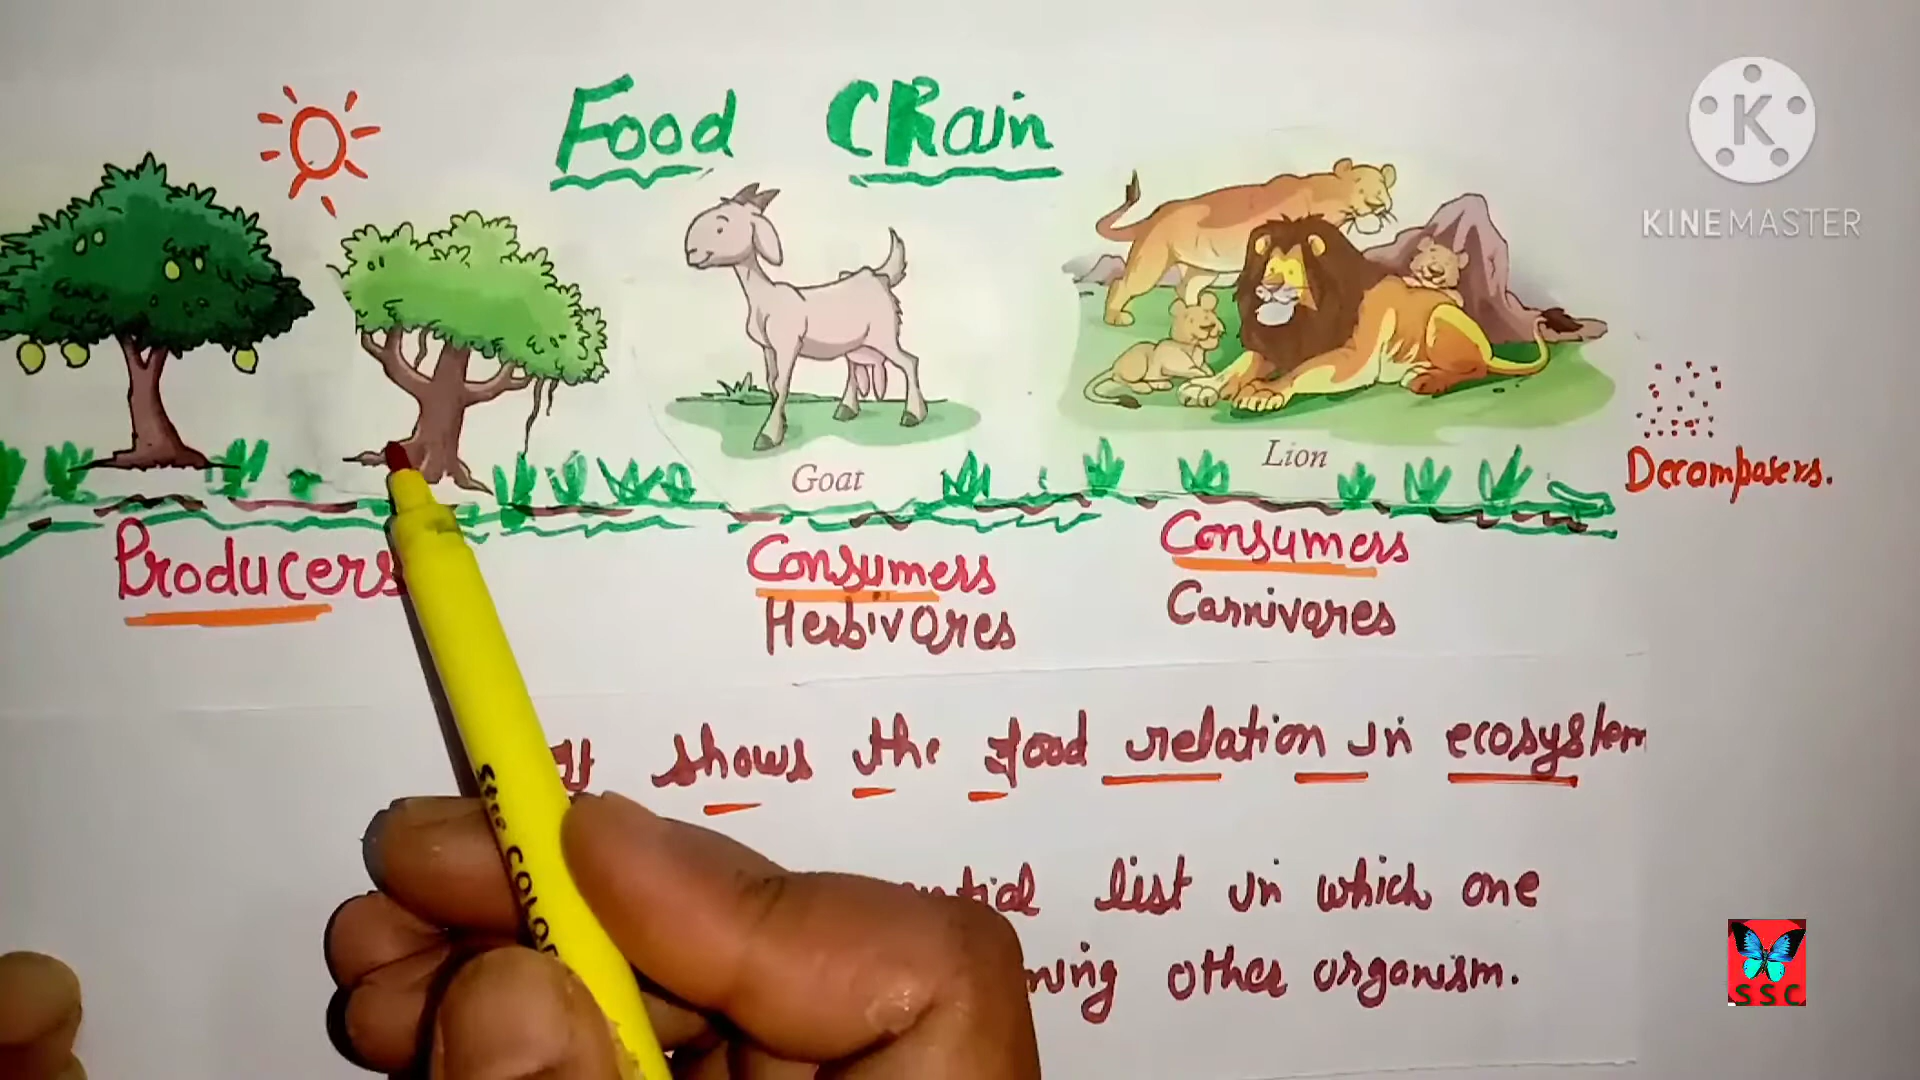 Food Chain
KINEMASTER
Goat
Lion
Decomposers.
Producers
Consumers
Herbivores
Consumers
Carnivores
shows the food relation in ecosystem
list in which one
other organism.
SSC